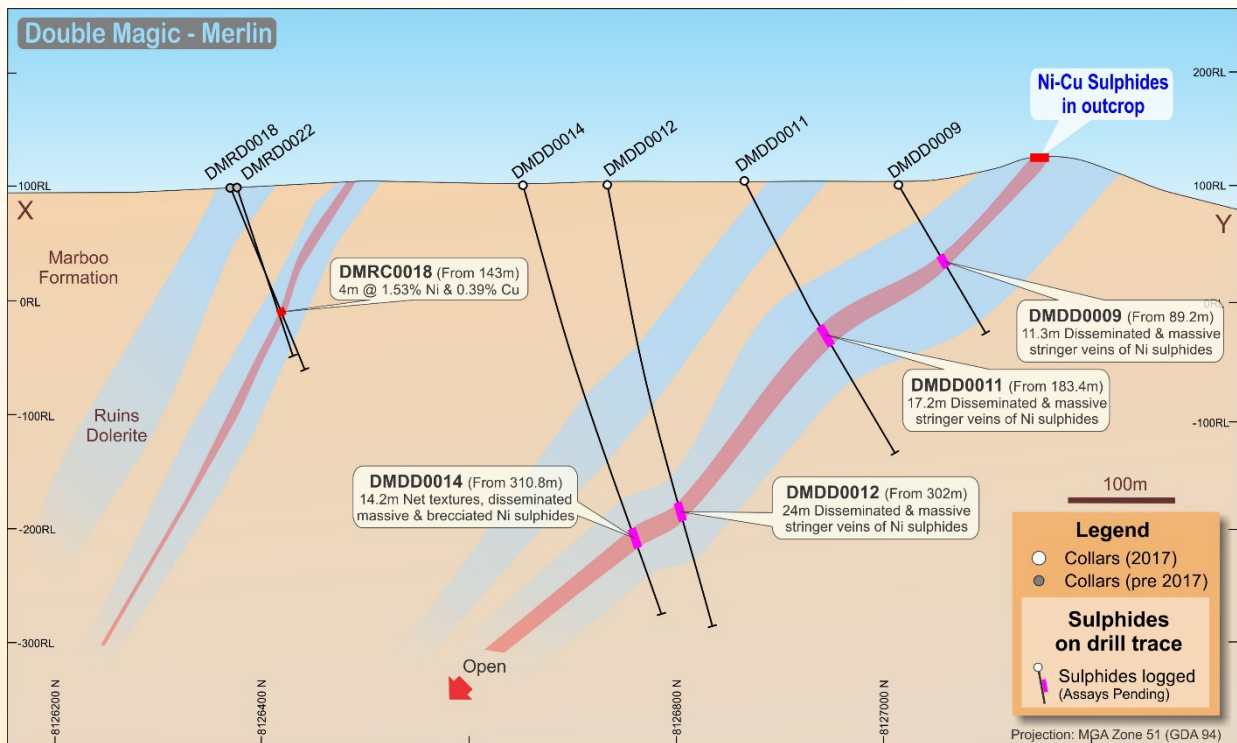 Double Magic - Merlin
200RL
200RL
Ni-Cu Sulphides
in outcrop
DMRD0018
DMRD0022
DMDD0014
DMDD0012
DMDD0011
DMDD0009
100RL
100RL
X
Y
Marboo
Formation
DMRC0018 (From 143m)
4m @ 1.53% Ni & 0.39% Cu
0RL
0RL
DMDD0009 (From 89.2m)
11.3m Disseminated & massive
stringer veins of Ni sulphides
DMDD0011 (From 183.4m)
17.2m Disseminated & massive
stringer veins of Ni sulphides
-100RL
-100RL
Ruins
Dolerite
DMDD0014 (From 310.8m)
14.2m Net textures, disseminated
massive & brecciated Ni sulphides
DMDD0012 (From 302m)
24m Disseminated & massive
stringer veins of Ni sulphides
100m
-200RL
-300RL
Open
Legend
Collars (2017)
Collars (pre 2017)
Sulphides
on drill trace
Sulphides logged
(Assays Pending)
8126200 N
8126400 N
8126800 N
8127000 N
Projection: MGA Zone 51 (GDA 94)